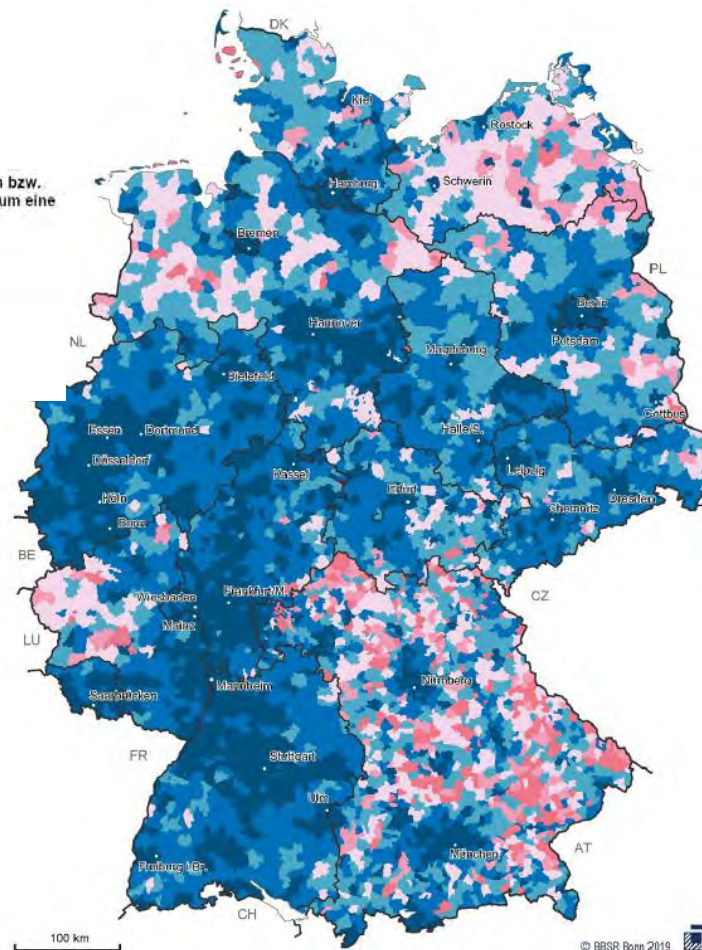 DK
Kiel
Rostock
n bzw.
um eine
Hamburg
Schwerin
Bremen
PL
Berlin
Hannover
NL
Magdeburg
Potsdam
Bielefeld
Cottbus
Essen
Dortmund
Halle/S.
Düsseldorf
Leipzig
Kassel
Erfurt
Dresden
Köln
Chemnitz
Bonn
BE
Wiesbaden
Frankfurt/M.
CZ
Mainz
LU
Mannheim
Nürnberg
Saarbrücken
FR
Stuttgart
Ulm
AT
München
Freiburg i.Br.
CH
100 km
© BBSR Bonn 2019